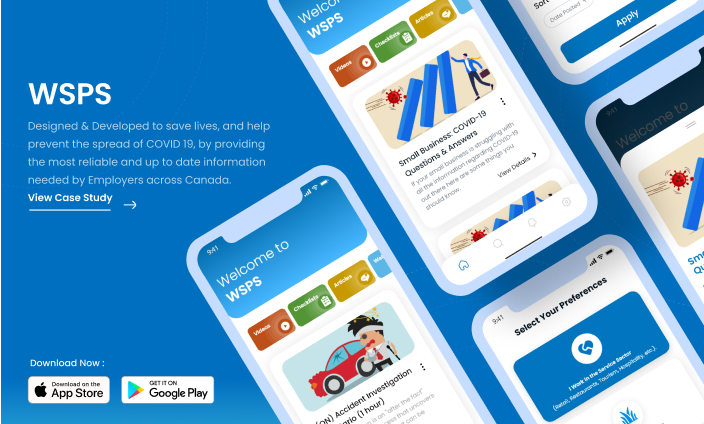 WSPS
Designed & Developed to save lives, and help
prevent the spread of COVID 19, by providing
the most reliable and up to date information
needed by Employers across Canada.
View Case Study
Download Now :
Download on the
App Store
GET IT ON
Google Play
Welcome
WSPS
Videos
Checklists
Articles
Small Business: COVID-19
Questions & Answers
If your small business is struggling with
all the information regarding COVID-19
out there here are some things you
should know.
View Details
9:41
Welcome to
WSPS
Videos
Checklists
Articles
(ON) Accident Investigation
(1 hour)
Sort
Date Posted
Apply
9:41
Welcome to
9:41
Select Your Preferences
I Work in the Service Sector
(Retail, Restaurants, Tourism, Hospitality, etc.)